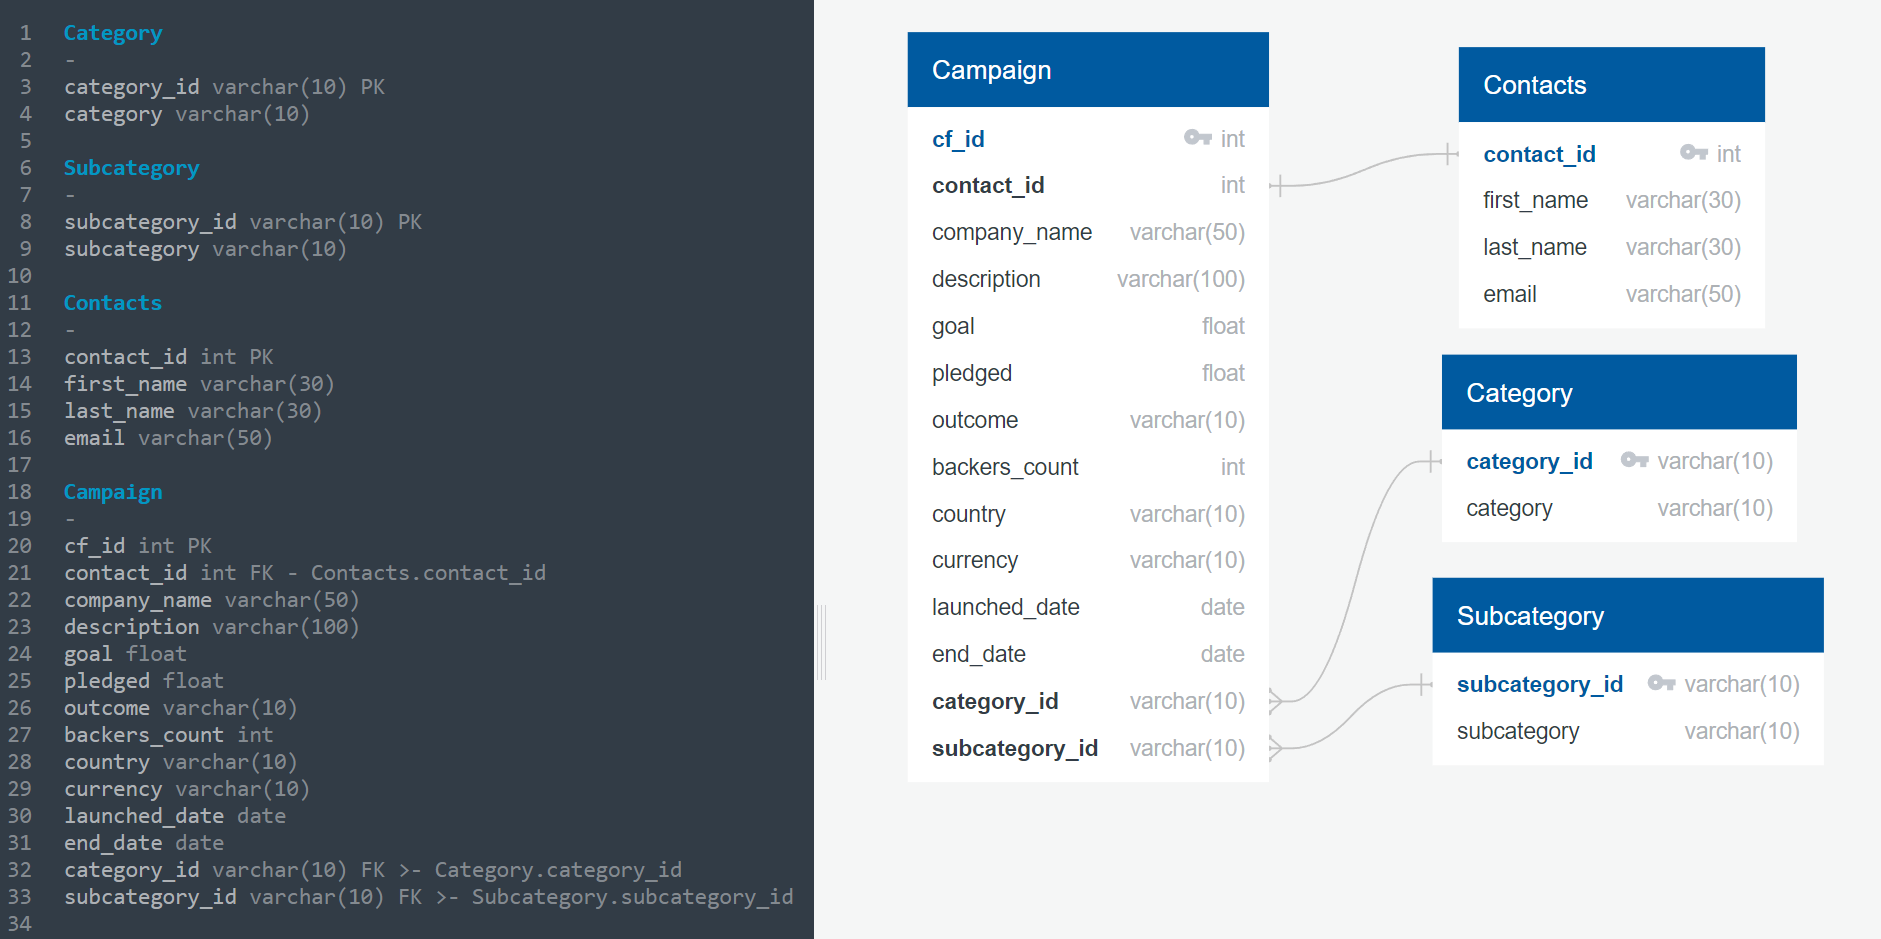 1 Category
2 -
3 category_id varchar(10) PK
4 category varchar(10)
5
6 Subcategory
7 -
8 subcategory_id varchar(10) PK
9 subcategory varchar(10)
10
11 Contacts
12 -
13 contact_id int PK
14 first_name varchar(30)
15 last_name varchar(30)
16 email varchar(50)
17
18 Campaign
19 -
20 cf_id int PK
21 contact_id int FK - Contacts.contact_id
22 company_name varchar(50)
23 description varchar(100)
24 goal float
25 pledged float
26 outcome varchar(10)
27 backers_count int
28 country varchar(10)
29 currency varchar(10)
30 launched_date date
31 end_date date
32 category_id varchar(10) FK >- Category.category_id
33 subcategory_id varchar(10) FK >- Subcategory.subcategory_id
34
Campaign
cf_id int
contact_id int
company_name varchar(50)
description varchar(100)
goal float
pledged float
outcome varchar(10)
backers_count int
country varchar(10)
currency varchar(10)
launched_date date
end_date date
category_id varchar(10)
subcategory_id varchar(10)
Contacts
contact_id int
first_name varchar(30)
last_name varchar(30)
email varchar(50)
Category
category_id varchar(10)
category varchar(10)
Subcategory
subcategory_id varchar(10)
subcategory varchar(10)